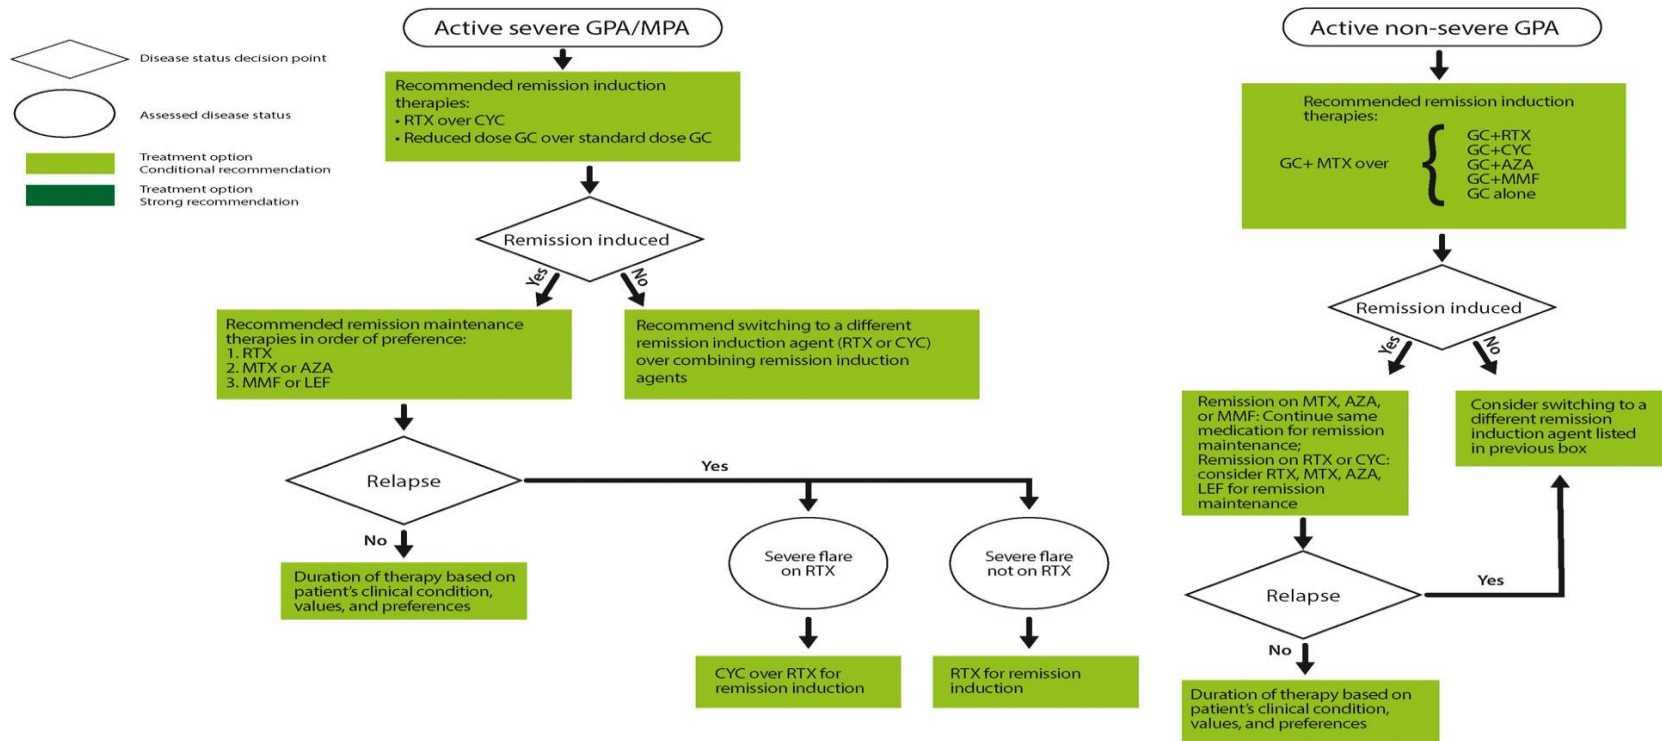 Disease status decision point
Assessed disease status
Treatment option
Conditional recommendation
Treatment option
Strong recommendation
Active severe GPA/MPA
Recommended remission induction
therapies:
• RTX over CYC
• Reduced dose GC over standard dose GC
Remission induced
Yes
No
Recommended remission maintenance
therapies in order of preference:
1. RTX
2. MTX or AZA
3. MMF or LEF
Recommend switching to a different
remission induction agent (RTX or CYC)
over combining remission induction
agents
Relapse
Yes
No
Severe flare
on RTX
Severe flare
not on RTX
Duration of therapy based on
patient's clinical condition,
values, and preferences
CYC over RTX for
remission induction
RTX for remission
induction
Active non-severe GPA
Recommended remission induction
therapies:
GC+ MTX over
GC+RTX
GC+CYC
GC+AZA
GC+MMF
GC alone
Remission induced
Yes
No
Remission on MTX, AZA,
or MMF: Continue same
medication for remission
maintenance;
Remission on RTX or CYC:
consider RTX, MTX, AZA,
LEF for remission
maintenance
Consider switching to a
different remission
induction agent listed
in previous box
Relapse
Yes
No
Duration of therapy based on
patient's clinical condition,
values, and preferences